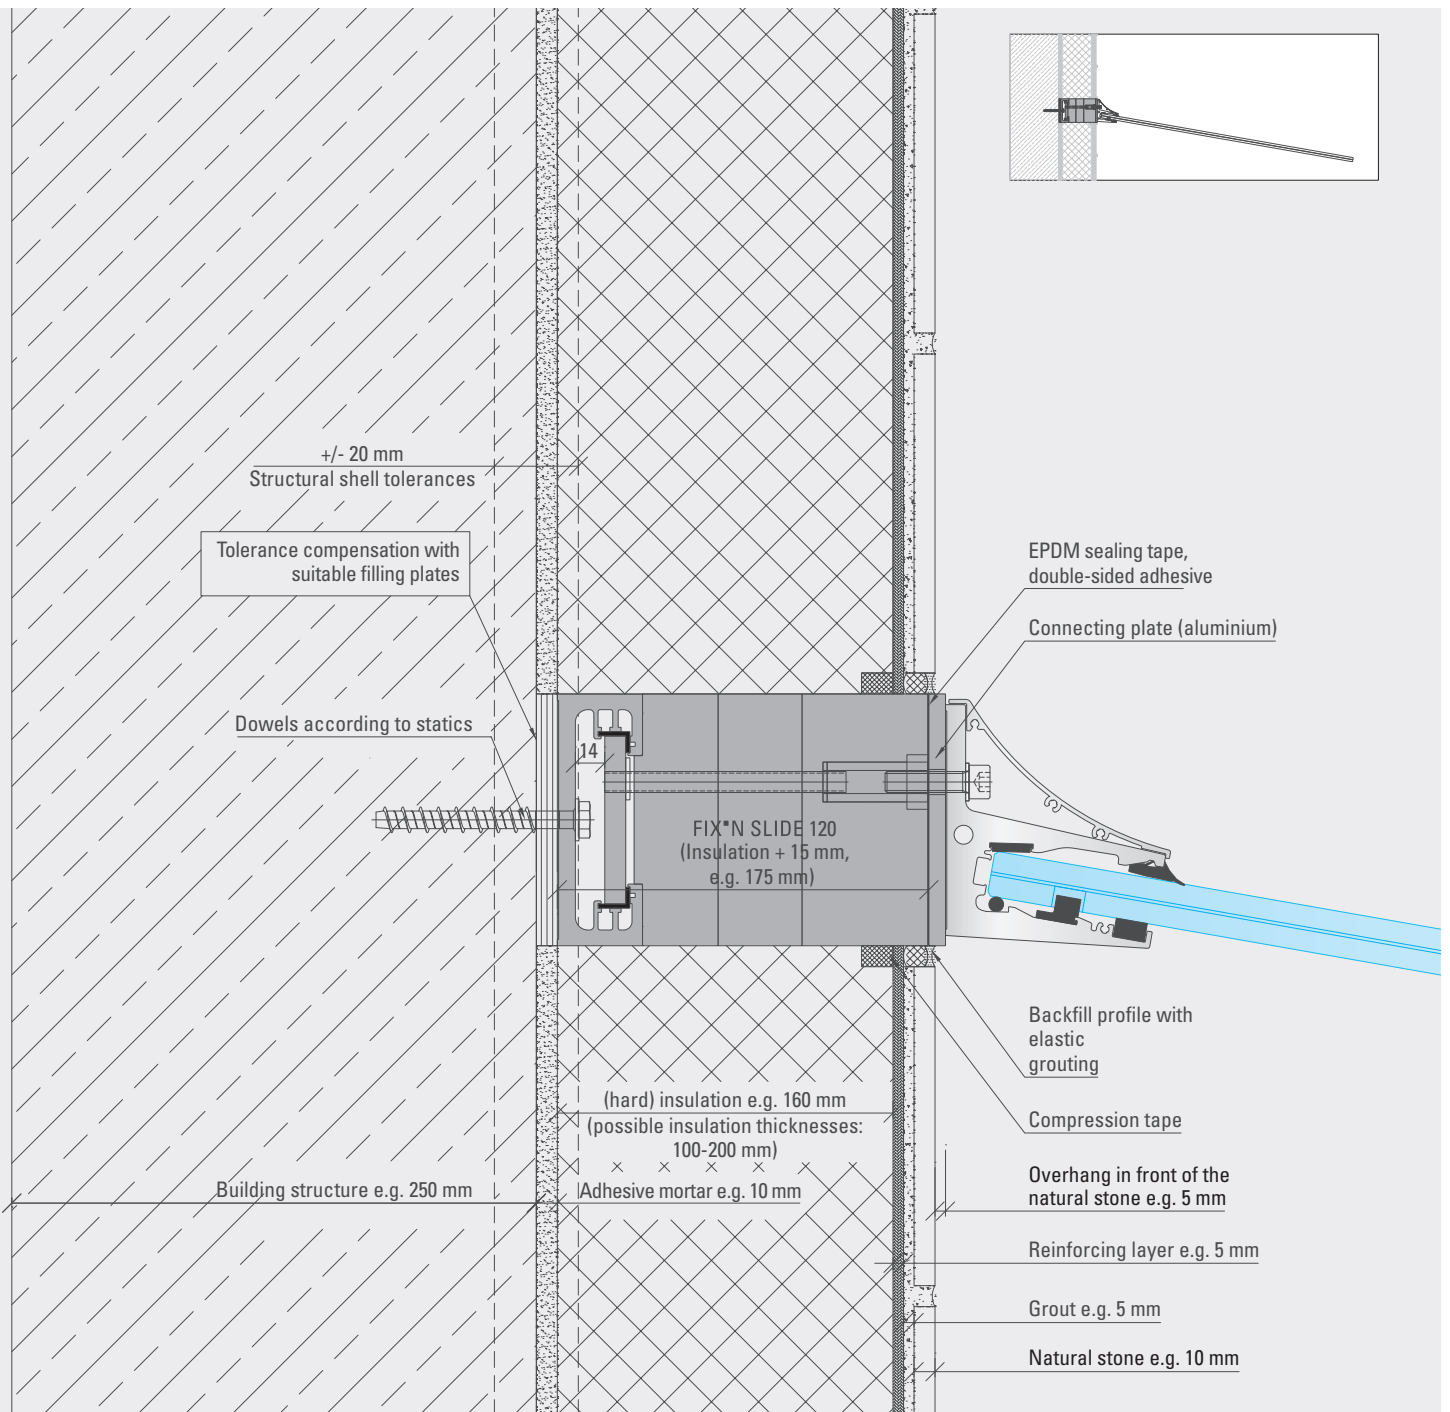 +/- 20 mm
Structural shell tolerances
Tolerance compensation with
suitable filling plates
Dowels according to statics
14
FIX■N SLIDE 120
(Insulation + 15 mm,
e.g. 175 mm)
EPDM sealing tape,
double-sided adhesive
Connecting plate (aluminium)
Backfill profile with
elastic
grouting
Compression tape
(hard) insulation e.g. 160 mm
(possible insulation thicknesses:
100-200 mm)
Building structure e.g. 250 mm
Adhesive mortar e.g. 10 mm
Overhang in front of the
natural stone e.g. 5 mm
Reinforcing layer e.g. 5 mm
Grout e.g. 5 mm
Natural stone e.g. 10 mm